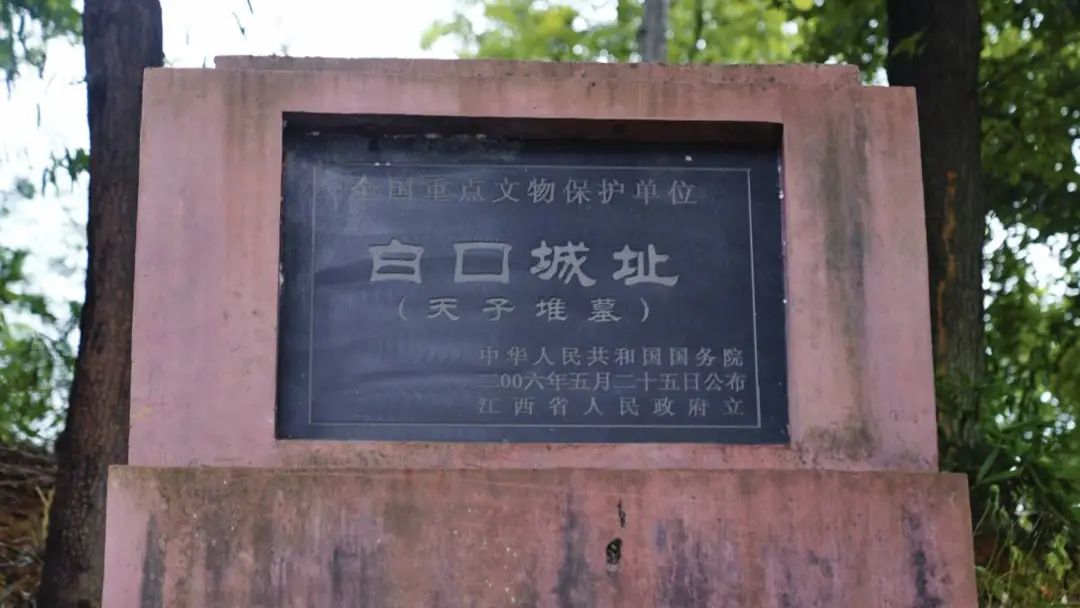 全国重点文物保护单位
白口城址
（天子堆墓）
中华人民共和国国务院
二00六年五月二十五日公布
江西省人民政府立